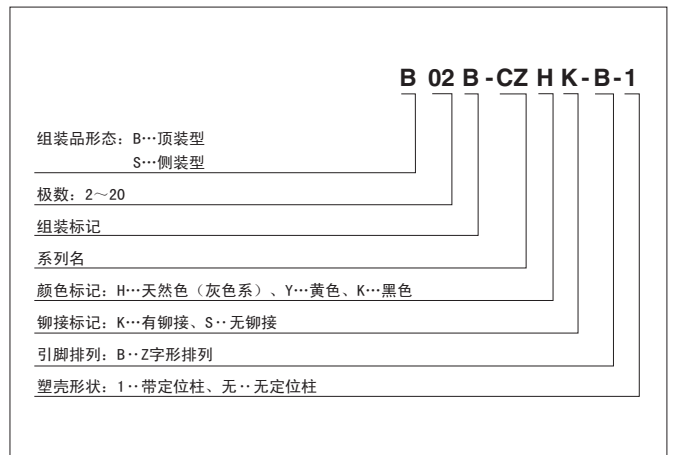 B 02 B-CZ H K-B-1
组装品形态：B…顶装型
S…侧装型
极数：2～20
组装标记
系列名
颜色标记：H…天然色（灰色系）、Y…黄色、K…黑色
铆接标记：K…有铆接、S‥无铆接
引脚排列：B‥Z字形排列
塑壳形状：1‥带定位柱、无‥无定位柱